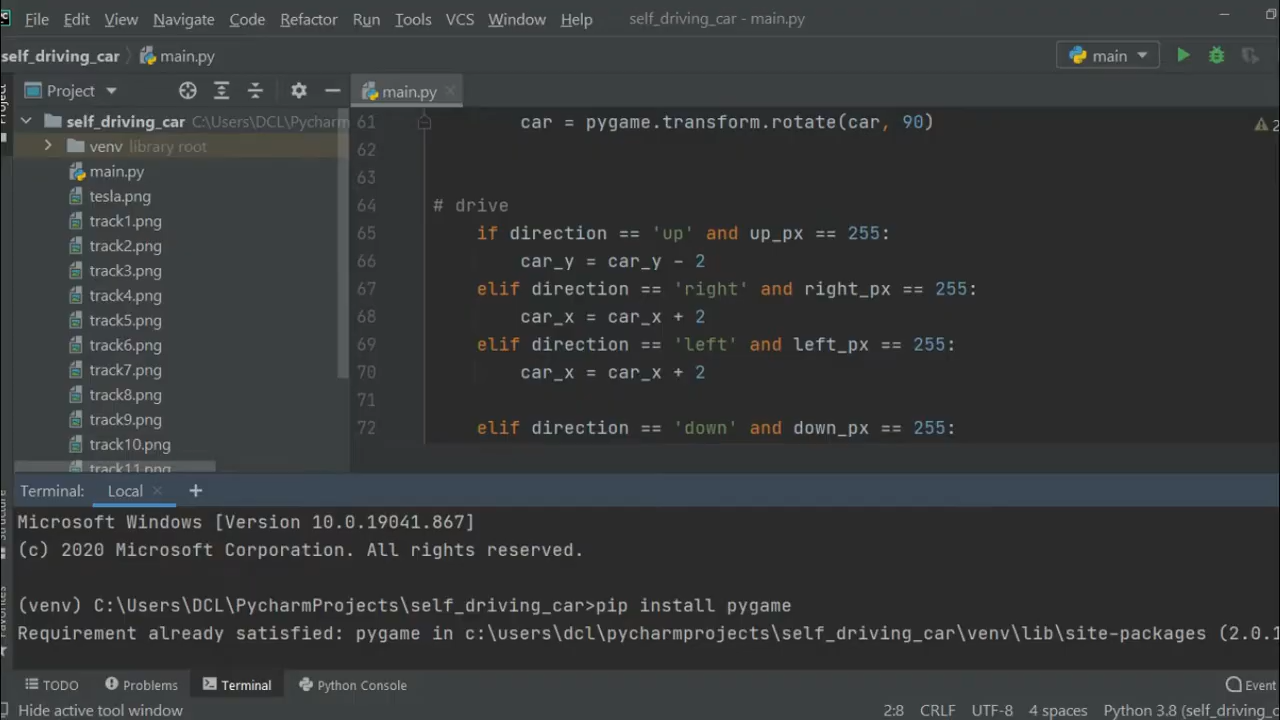 File Edit View Navigate Code Refactor Run Tools VCS Window Help self_driving_car - main.py
self_driving_car main.py main
Project main.py
self_driving_car C:\Users\DCL\Pycharm
venv library root
main.py
tesla.png
track1.png
track2.png
track3.png
track4.png
track5.png
track6.png
track7.png
track8.png
track9.png
track10.png
track11.png
Project
61 car = pygame.transform.rotate(car, 90)
62
63
64 # drive
65 if direction == 'up' and up_px == 255:
66 car_y = car_y - 2
67 elif direction == 'right' and right_px == 255:
68 car_x = car_x + 2
69 elif direction == 'left' and left_px == 255:
70 car_x = car_x + 2
71
72 elif direction == 'down' and down_px == 255:
2
Terminal: Local
Microsoft Windows [Version 10.0.19041.867]
(c) 2020 Microsoft Corporation. All rights reserved.
(venv) C:\Users\DCL\PycharmProjects\self_driving_car>pip install pygame
Requirement already satisfied: pygame in c:\users\dcl\pycharmprojects\self_driving_car\venv\lib\site-packages (2.0.1
Structure
Favorites
TODO Problems Terminal Python Console Event
Hide active tool window 2:8 CRLF UTF-8 4 spaces Python 3.8 (self_driving_c